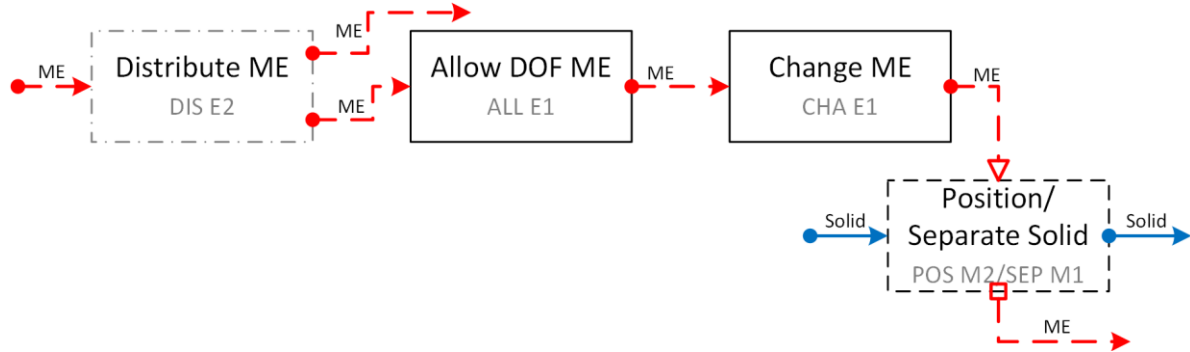 ME
Distribute ME
DIS E2
ME
ME
Allow DOF ME
ALL E1
ME
Change ME
CHA E1
ME
Solid
Position/
Separate Solid
POS M2/SEP M1
Solid
ME